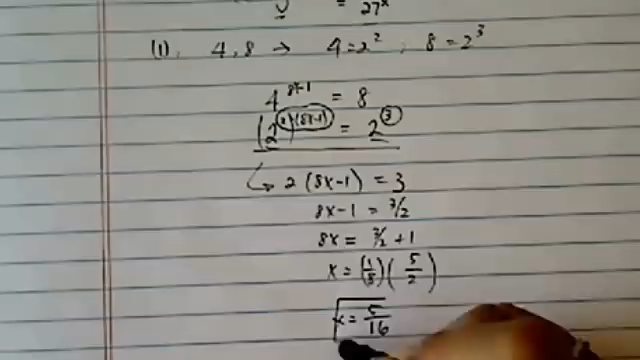 y = 27^x
(1). 4, 8 → 4 = 2^2 ; 8 = 2^3
4^{8x-1} = 8
(2^2)^{(8x-1)} = 2^3
2 (8x-1) = 3
8x-1 = 3/2
8x = 3/2 + 1
x = (1/8)(5/2)
x = 5/16